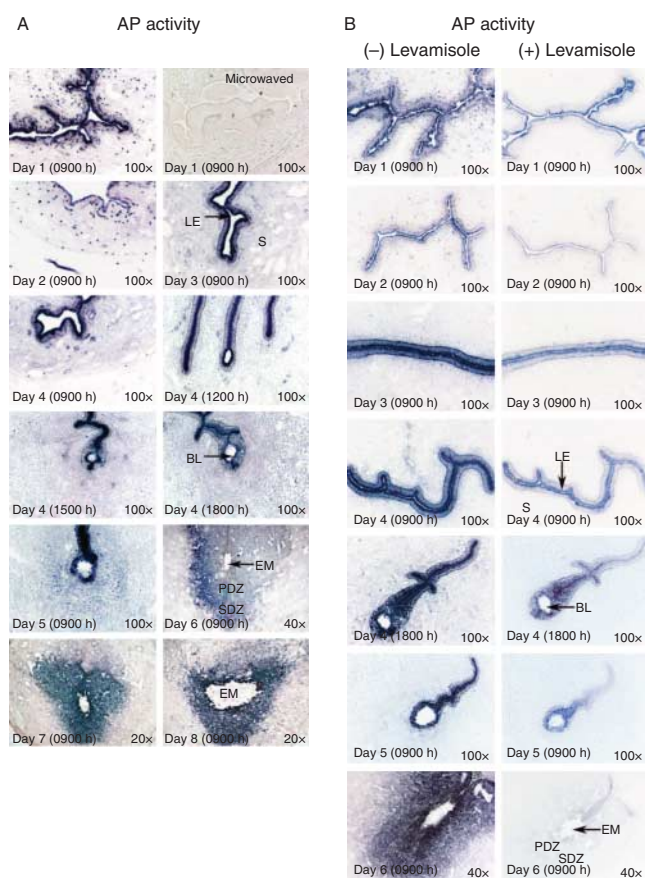 A AP activity
Microwaved
Day 1 (0900 h) 100×
Day 1 (0900 h) 100×
LE
S
Day 2 (0900 h) 100×
Day 3 (0900 h) 100×
Day 4 (0900 h) 100×
Day 4 (1200 h) 100×
BL
Day 4 (1500 h) 100×
Day 4 (1800 h) 100×
EM
PDZ
SDZ
Day 5 (0900 h) 100×
Day 6 (0900 h) 40×
EM
Day 7 (0900 h) 20×
Day 8 (0900 h) 20×
B AP activity
(–) Levamisole (+) Levamisole
Day 1 (0900 h) 100×
Day 1 (0900 h) 100×
Day 2 (0900 h) 100×
Day 2 (0900 h) 100×
Day 3 (0900 h) 100×
Day 3 (0900 h) 100×
LE
S
Day 4 (0900 h) 100×
Day 4 (0900 h) 100×
BL
Day 4 (1800 h) 100×
Day 4 (1800 h) 100×
Day 5 (0900 h) 100×
Day 5 (0900 h) 100×
EM
PDZ
SDZ
Day 6 (0900 h) 40×
Day 6 (0900 h) 40×